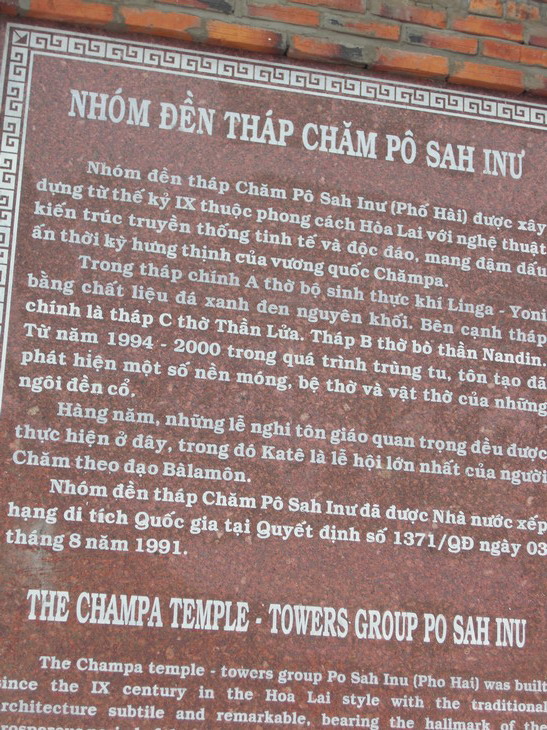 NHÓM ĐỀN THÁP CHĂM PÔ SAH INƯ
Nhóm đền tháp Chăm Pô Sah Inư (Phố Hài) được xây
dựng từ thế kỷ IX thuộc phong cách Hòa Lai với nghệ thuật
kiến trúc truyền thống tinh tế và độc đáo, mang đậm dấu
ấn thời kỳ hưng thịnh của vương quốc Chămpa.
Trong tháp chính A thờ bộ sinh thực khí Linga - Yoni
bằng chất liệu đá xanh đen nguyên khối. Bên cạnh tháp
chính là tháp C thờ Thần Lửa. Tháp B thờ bò thần Nandin.
Từ năm 1994 - 2000 trong quá trình trùng tu, tôn tạo đã
phát hiện một số nền móng, bệ thờ và vật thờ của những
ngôi đền cổ.
Hàng năm, những lễ nghi tôn giáo quan trọng đều được
thực hiện ở đây, trong đó Katê là lễ hội lớn nhất của người
Chăm theo đạo Bàlamôn.
Nhóm đền tháp Chăm Pô Sah Inư đã được Nhà nước xếp
hạng di tích Quốc gia tại Quyết định số 1371/QĐ ngày 03
tháng 8 năm 1991.
THE CHAMPA TEMPLE - TOWERS GROUP PO SAH INU
The Champa temple - towers group Po Sah Inu (Pho Hai) was built
since the IX century in the Hoa Lai style with the traditional
architecture subtile and remarkable, bearing the hallmark of the